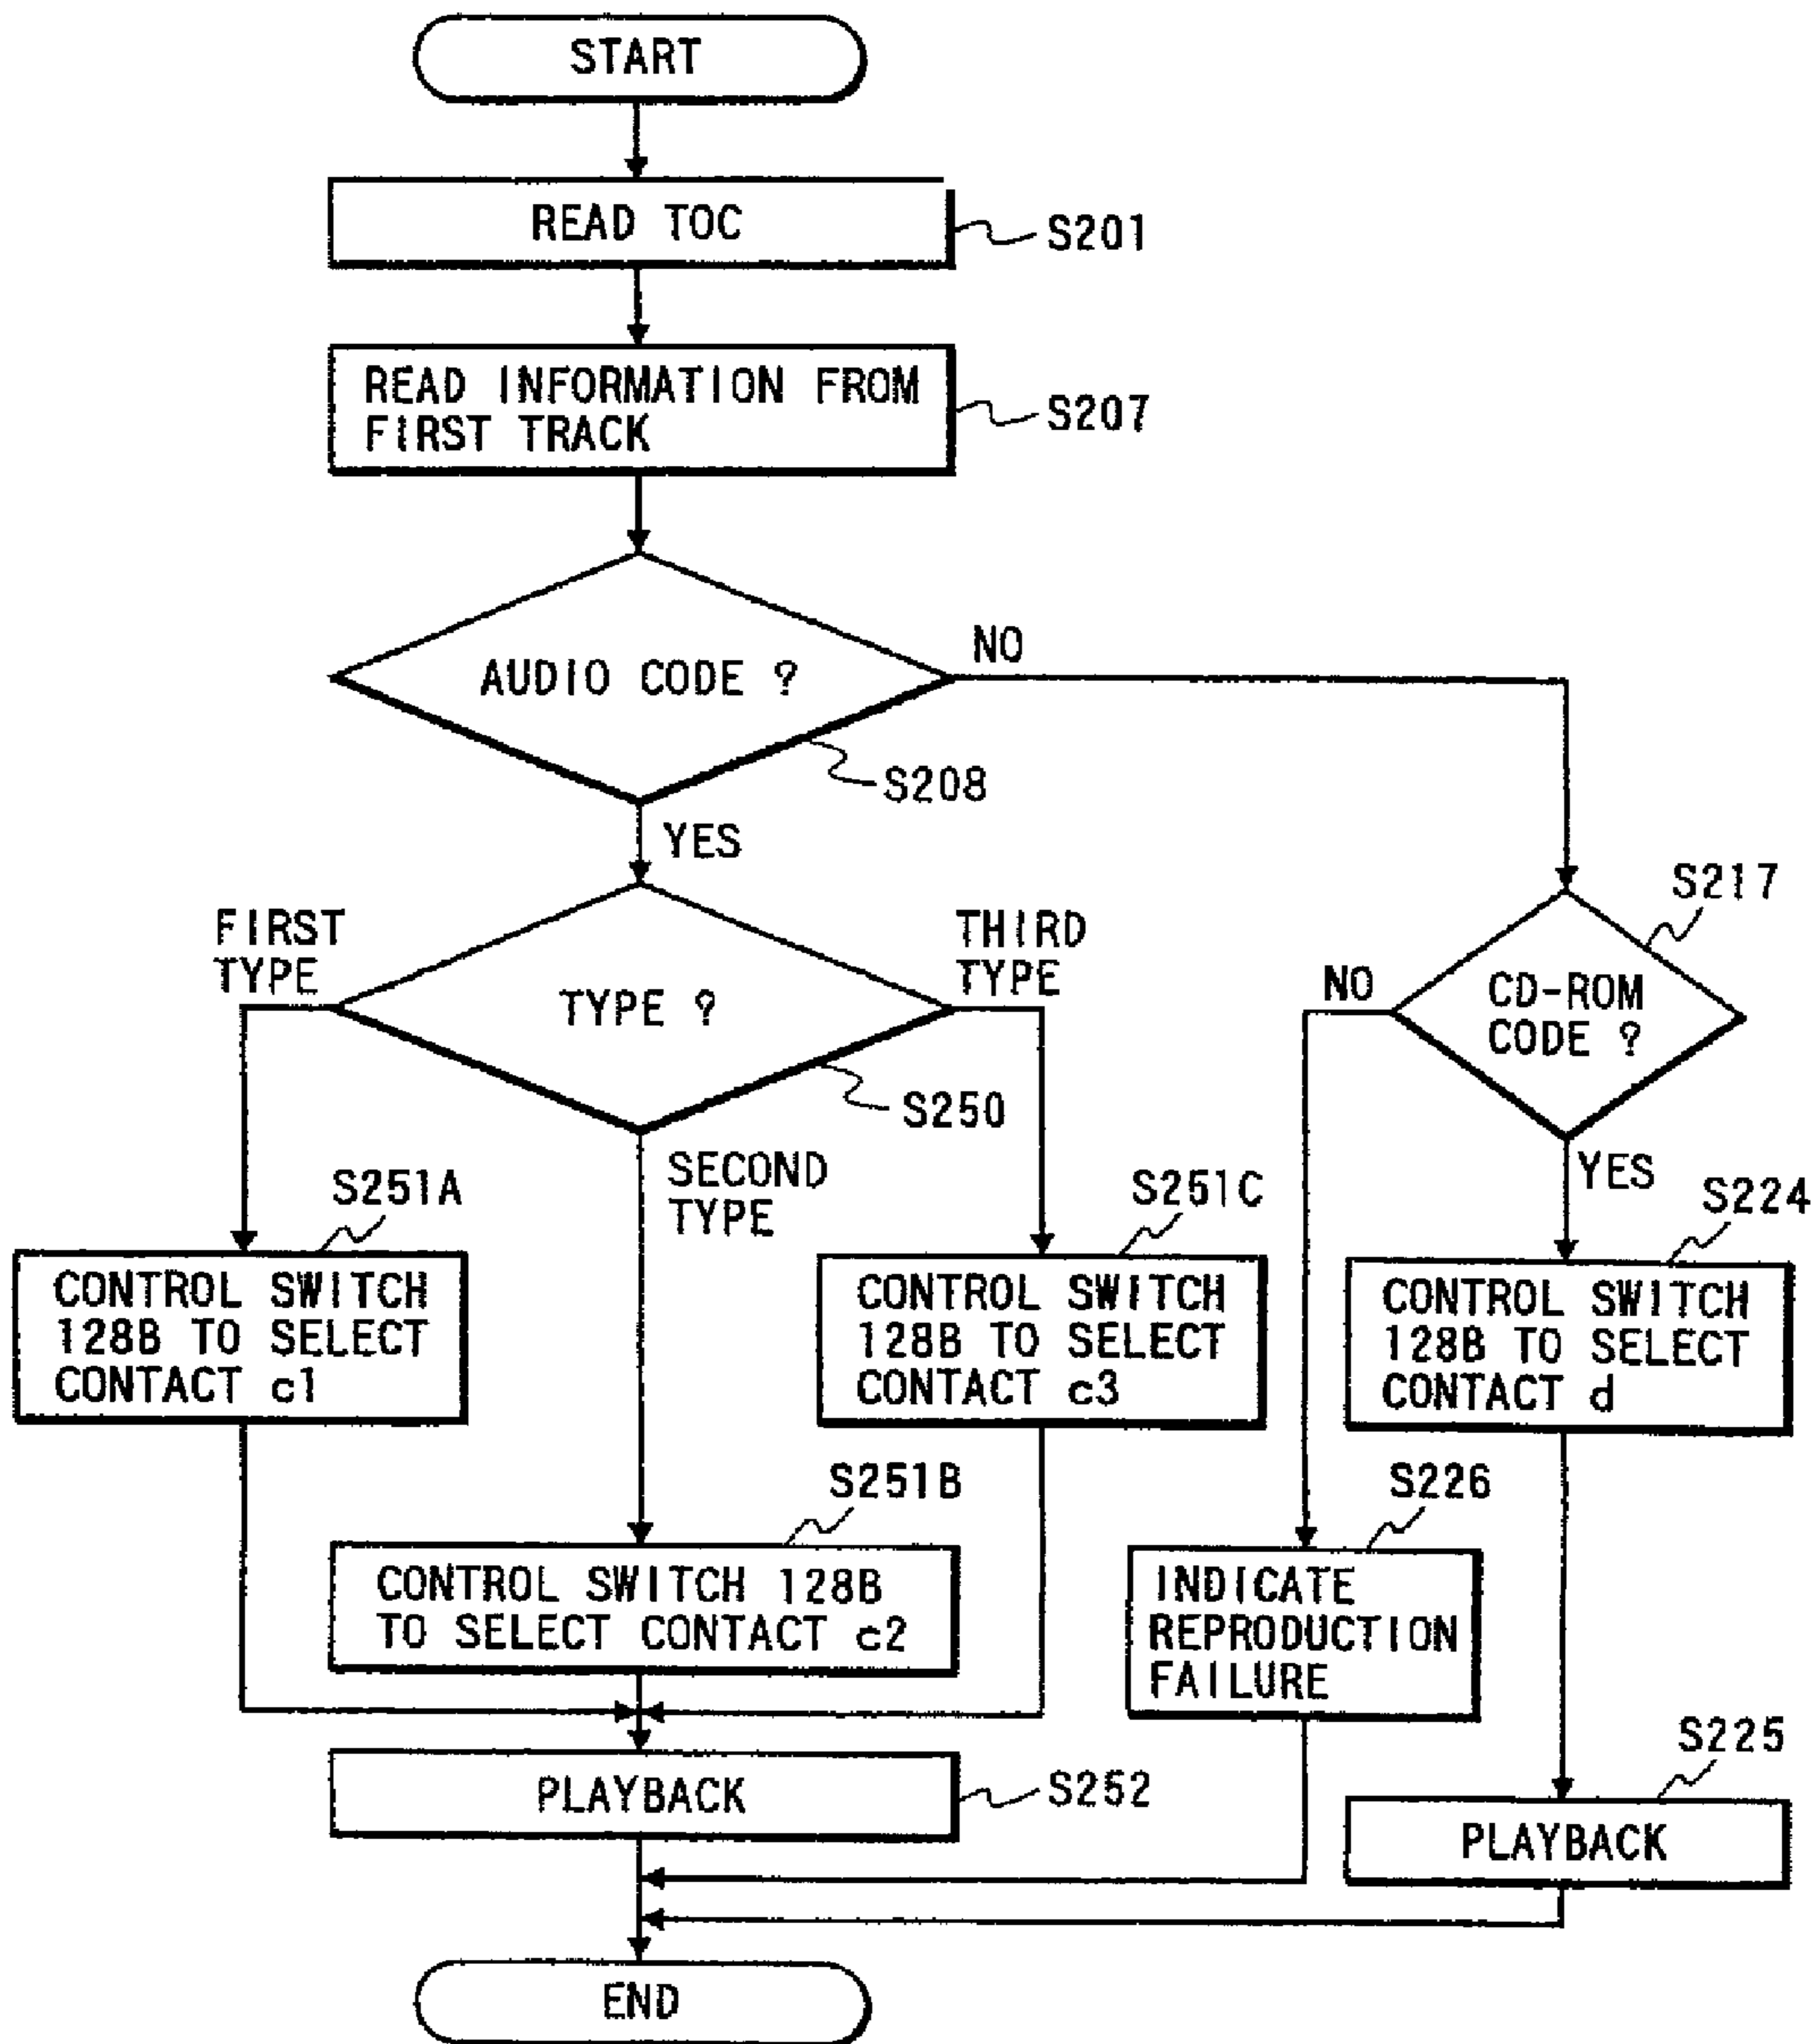 START
READ TOC
S201
READ INFORMATION FROM
FIRST TRACK
S207
AUDIO CODE ?
NO
S208
YES
S217
FIRST
TYPE
THIRD
TYPE
TYPE ?
NO
CD-ROM
CODE ?
S250
YES
SECOND
TYPE
S251A
S251C
S224
CONTROL SWITCH
128B TO SELECT
CONTACT c1
CONTROL SWITCH
128B TO SELECT
CONTACT c3
CONTROL SWITCH
128B TO SELECT
CONTACT d
S251B
S226
CONTROL SWITCH 128B
TO SELECT CONTACT c2
INDICATE
REPRODUCTION
FAILURE
S225
PLAYBACK
S252
PLAYBACK
END